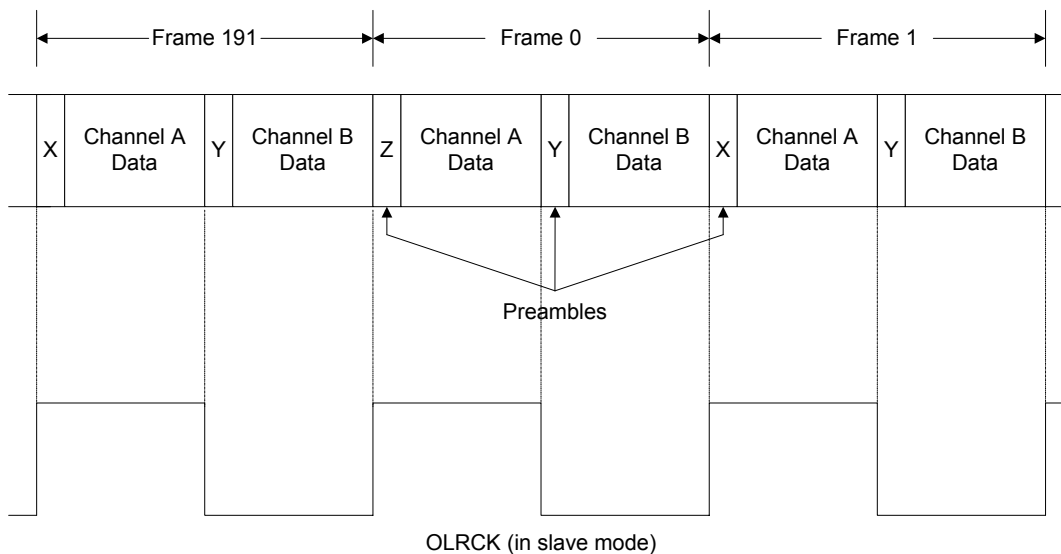 Frame 191 Frame 0 Frame 1
X Channel A Data Y Channel B Data Z Channel A Data Y Channel B Data X Channel A Data Y Channel B Data
Preambles
OLRCK (in slave mode)